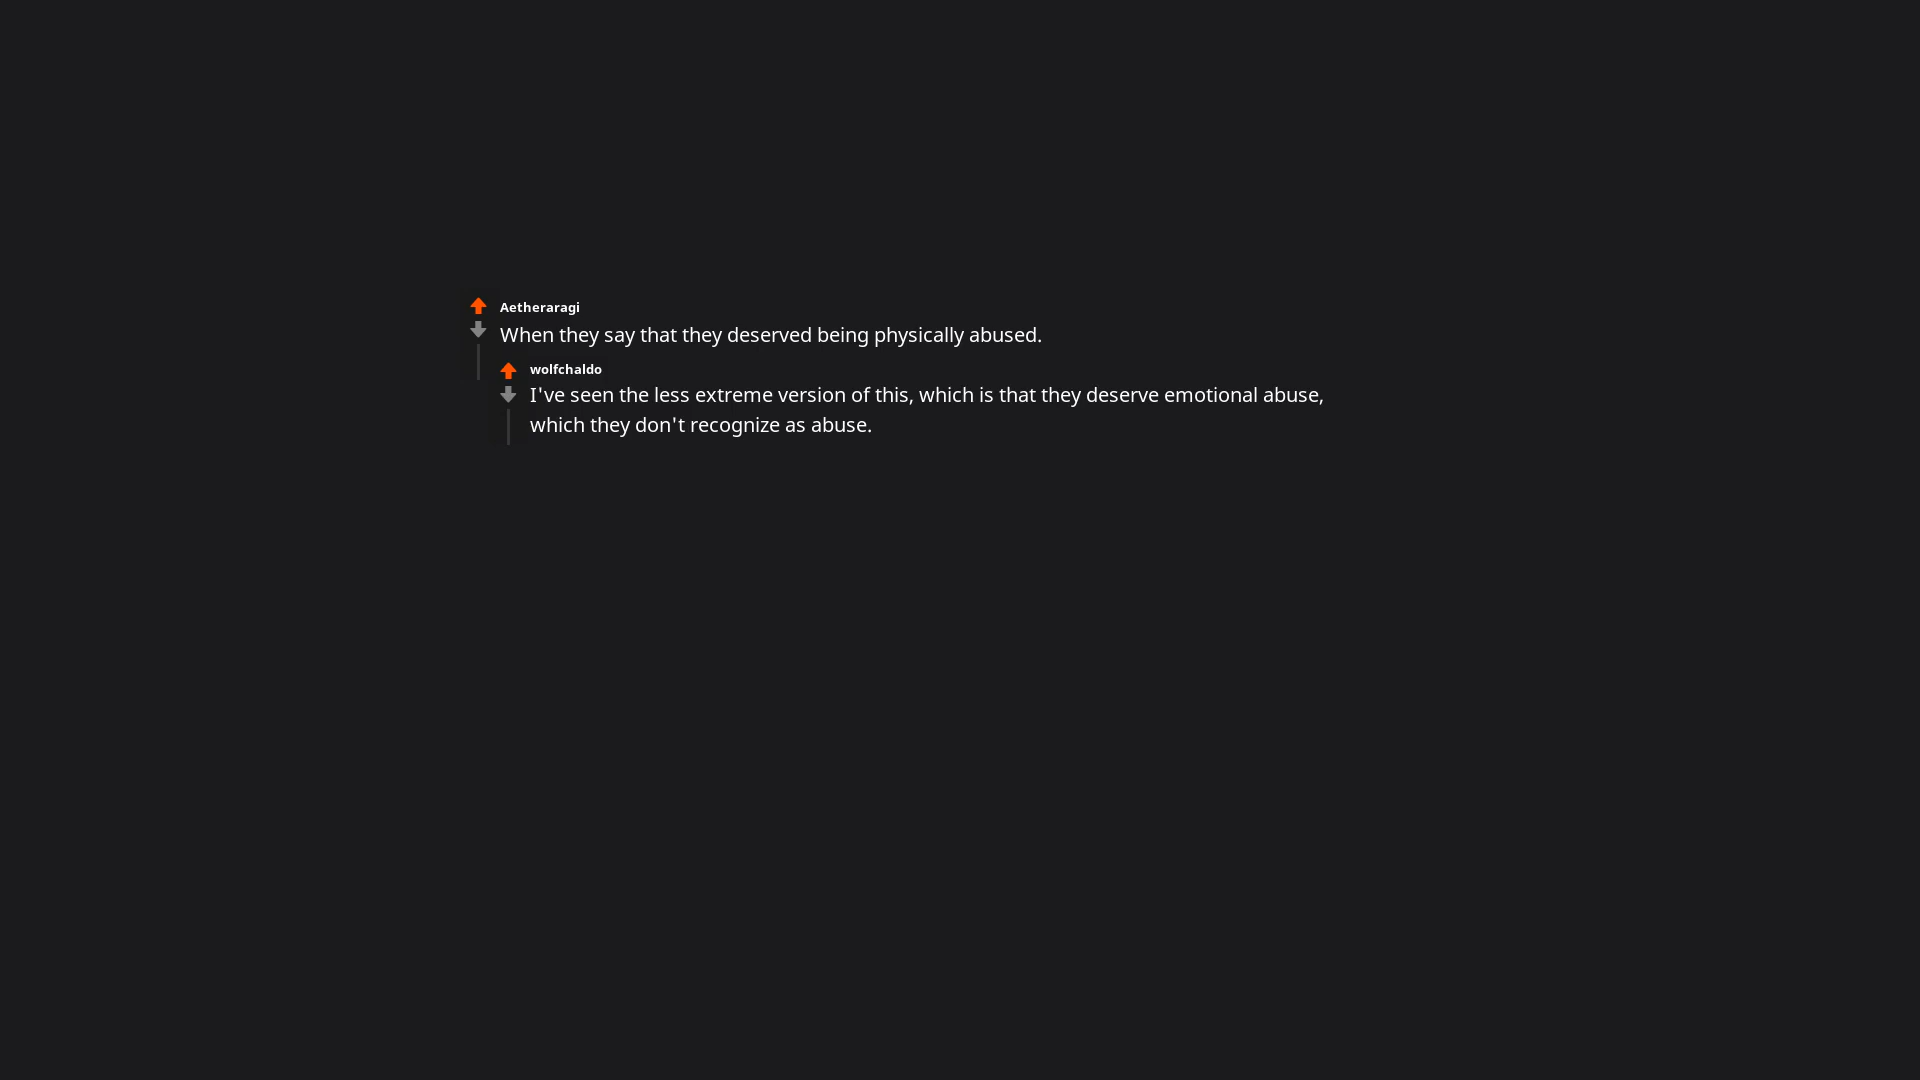 Aetheraragi
When they say that they deserved being physically abused.
wolfchaldo
I've seen the less extreme version of this, which is that they deserve emotional abuse,
which they don't recognize as abuse.